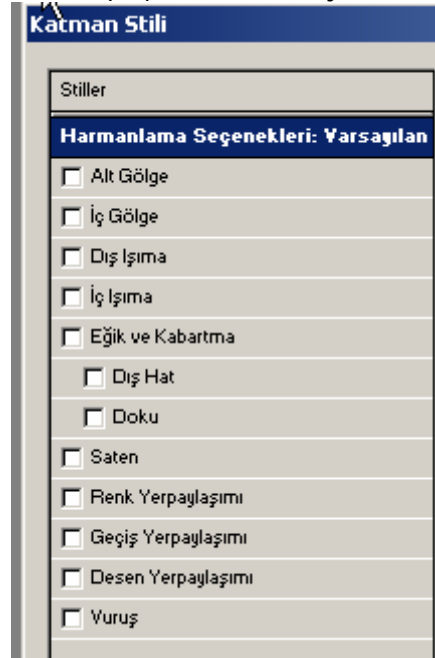 Katman Stili
Stiller
Harmanlama Seçenekleri: Varsayılan
Alt Gölge
İç Gölge
Dış Işıma
İç Işıma
Eğik ve Kabartma
Dış Hat
Doku
Saten
Renk Yerpaylaşımı
Geçiş Yerpaylaşımı
Desen Yerpaylaşımı
Vuruş